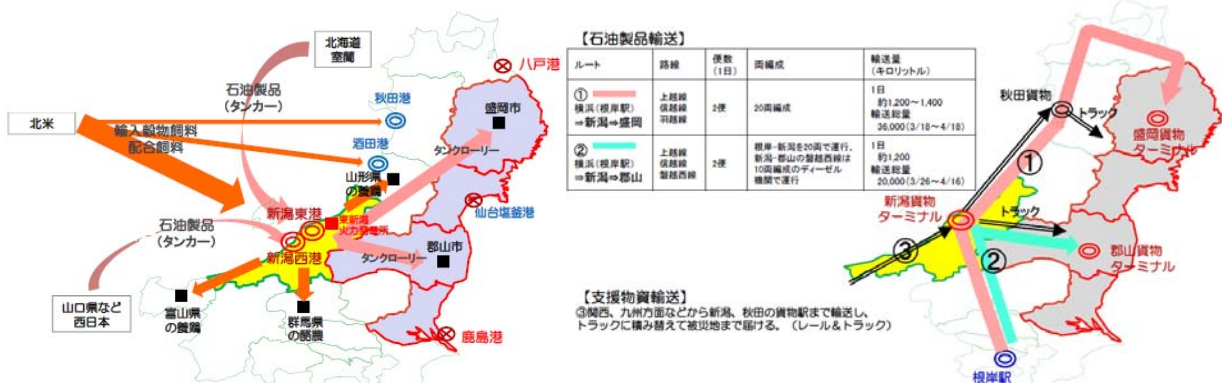 北海道
室蘭
石油製品
(タンカー)
北米
輸入穀物飼料
配合飼料
秋田港
酒田港
八戸港
盛岡市
タンクローリー
山形県
の養鶏
新潟東港
東新潟
火力発電所
仙台塩釜港
石油製品
(タンカー)
新潟西港
郡山市
タンクローリー
山口県など
西日本
富山県
の養鶏
群馬県
の酪農
鹿島港
【石油製品輸送】
ルート 路線 便数(1日) 両編成 輸送量(キロリットル)
①
横浜(根岸駅)
⇒新潟⇒盛岡
上越線
信越線
羽越線
2便
20両編成
1日
約1,200~1,400
輸送総量
36,000(3/18~4/18)
②
横浜(根岸駅)
⇒新潟⇒郡山
上越線
信越線
磐越西線
2便
根岸-新潟を20両で運行、
新潟-郡山の磐越西線は
10両編成のディーゼル
機関で運行
1日
約1,200
輸送総量
20,000(3/26~4/16)
【支援物資輸送】
③関西、九州方面などから新潟、秋田の貨物駅まで輸送し、
トラックに積み替えて被災地まで届ける。(レール&トラック)
秋田貨物
トラック
盛岡貨物
ターミナル
①
新潟貨物
ターミナル
トラック
③
②
郡山貨物
ターミナル
根岸駅